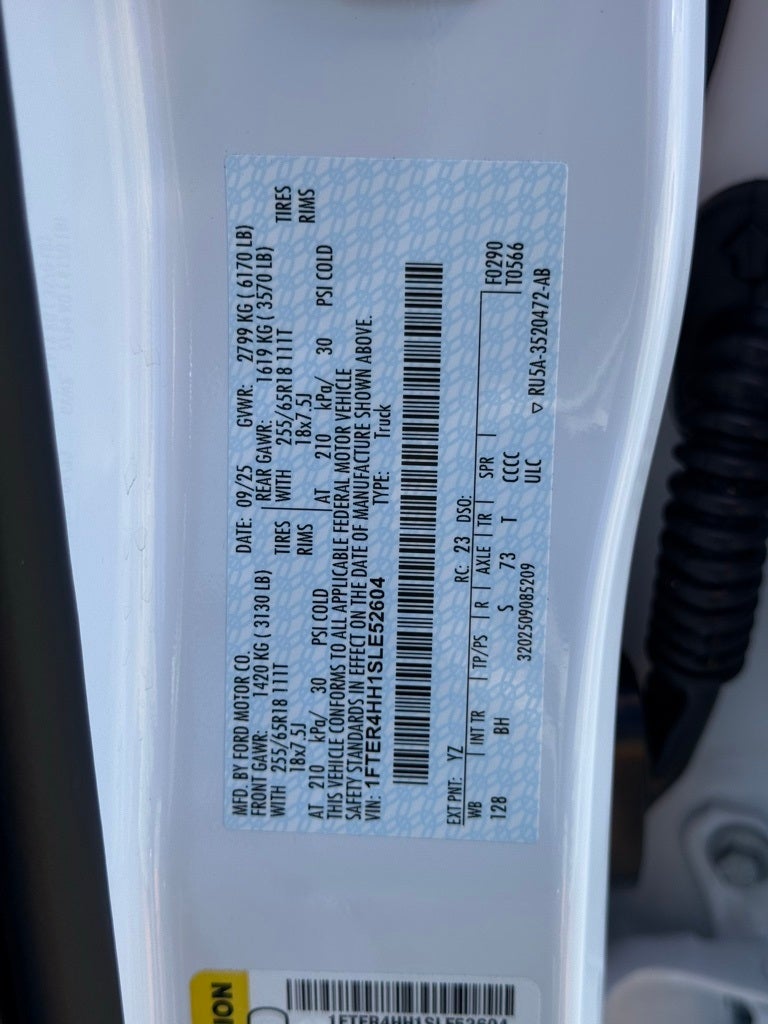 MFD. BY FORD MOTOR CO. DATE: 09/25 GVWR: 2799 KG ( 6170 LB)
FRONT GAWR: 1420 KG ( 3130 LB) REAR GAWR: 1619 KG ( 3570 LB)
WITH 255/65R18 111T TIRES WITH 255/65R18 111T TIRES
18x7.5J RIMS 18x7.5J RIMS
AT 210 kPa/ 30 PSI COLD AT 210 kPa/ 30 PSI COLD
THIS VEHICLE CONFORMS TO ALL APPLICABLE FEDERAL MOTOR VEHICLE
SAFETY STANDARDS IN EFFECT ON THE DATE OF MANUFACTURE SHOWN ABOVE.
VIN: 1FTER4HH1SLE52604 TYPE: Truck
EXT PNT: YZ RC: 23 DSO: F0290
WB INT TR TP/PS R AXLE TR SPR T0566
128 BH S 73 T CCCC
3202509085209 ULC
▽ RU5A-3520472-AB
ION
1FTER4HH1SLE52604